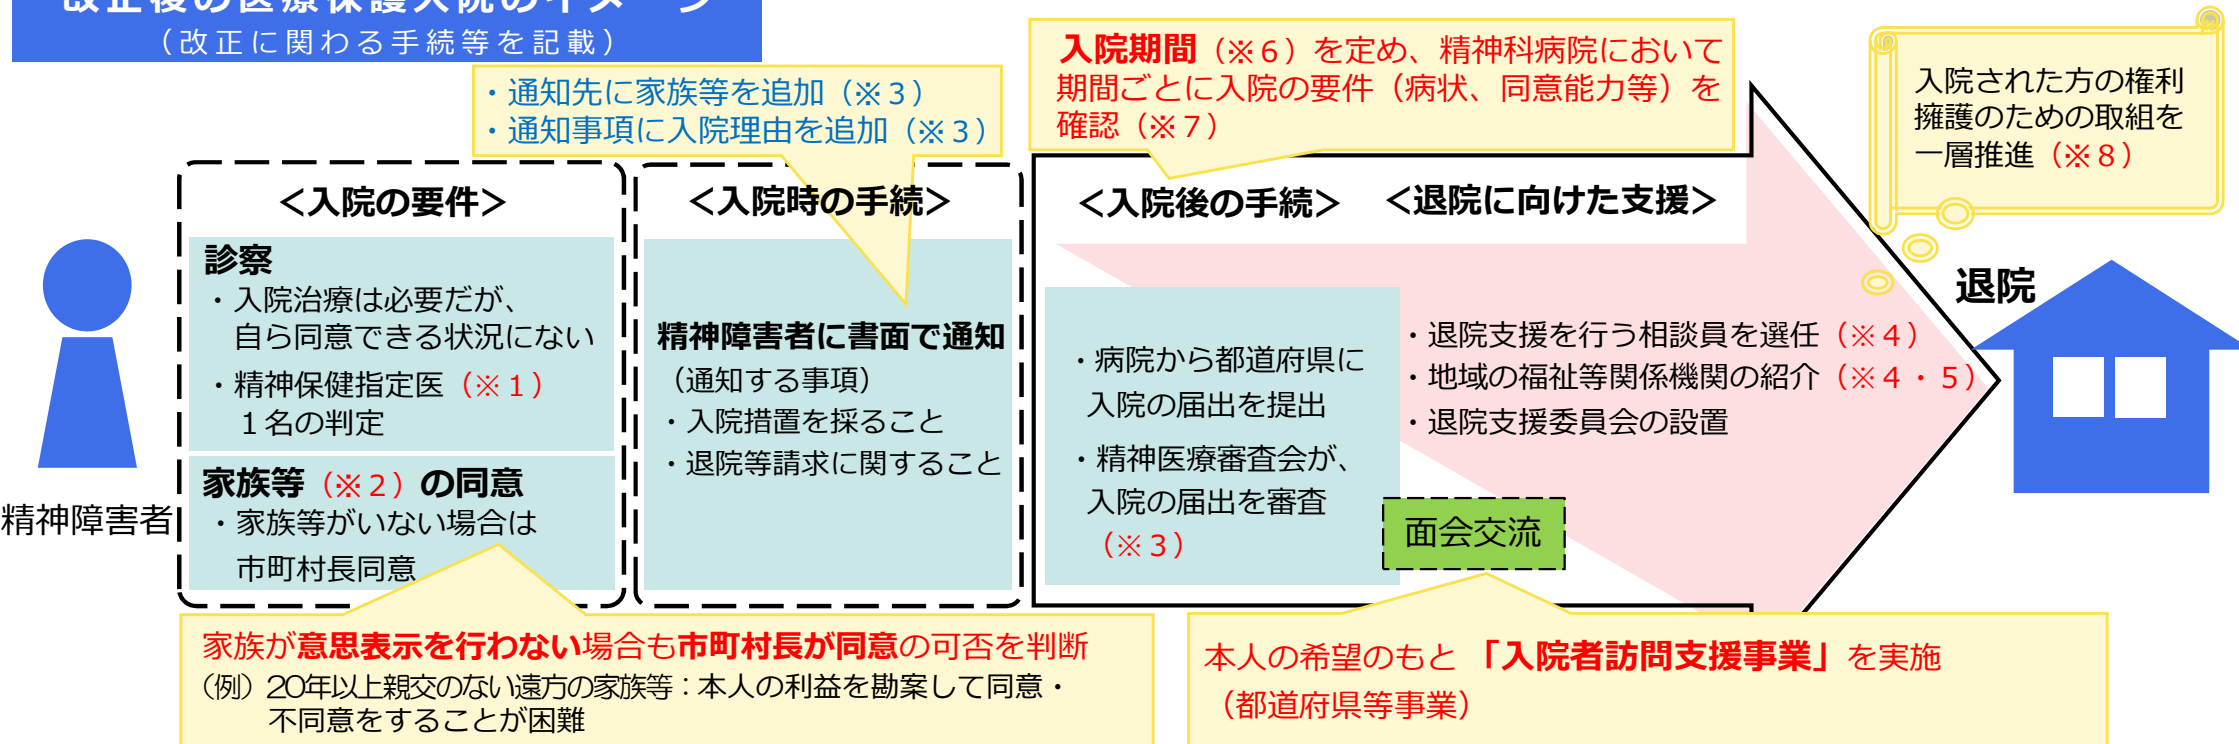 改正後の医療保護入院のイメージ
（改正に関わる手続等を記載）
・通知先に家族等を追加（※３）
・通知事項に入院理由を追加（※３）
入院期間（※６）を定め、精神科病院において
期間ごとに入院の要件（病状、同意能力等）を
確認（※７）
入院された方の権利
擁護のための取組を
一層推進（※８）
＜入院の要件＞
診察
・入院治療は必要だが、
自ら同意できる状況にない
・精神保健指定医（※１）
１名の判定
家族等（※２）の同意
・家族等がいない場合は
市町村長同意
精神障害者
＜入院時の手続＞
精神障害者に書面で通知
（通知する事項）
・入院措置を採ること
・退院等請求に関すること
＜入院後の手続＞
・病院から都道府県に
入院の届出を提出
・精神医療審査会が、
入院の届出を審査
（※３）
＜退院に向けた支援＞
・退院支援を行う相談員を選任（※４）
・地域の福祉等関係機関の紹介（※４・５）
・退院支援委員会の設置
面会交流
退院
家族が意思表示を行わない場合も市町村長が同意の可否を判断
（例）20年以上親交のない遠方の家族等：本人の利益を勘案して同意・
不同意をすることが困難
本人の希望のもと「入院者訪問支援事業」を実施
（都道府県等事業）